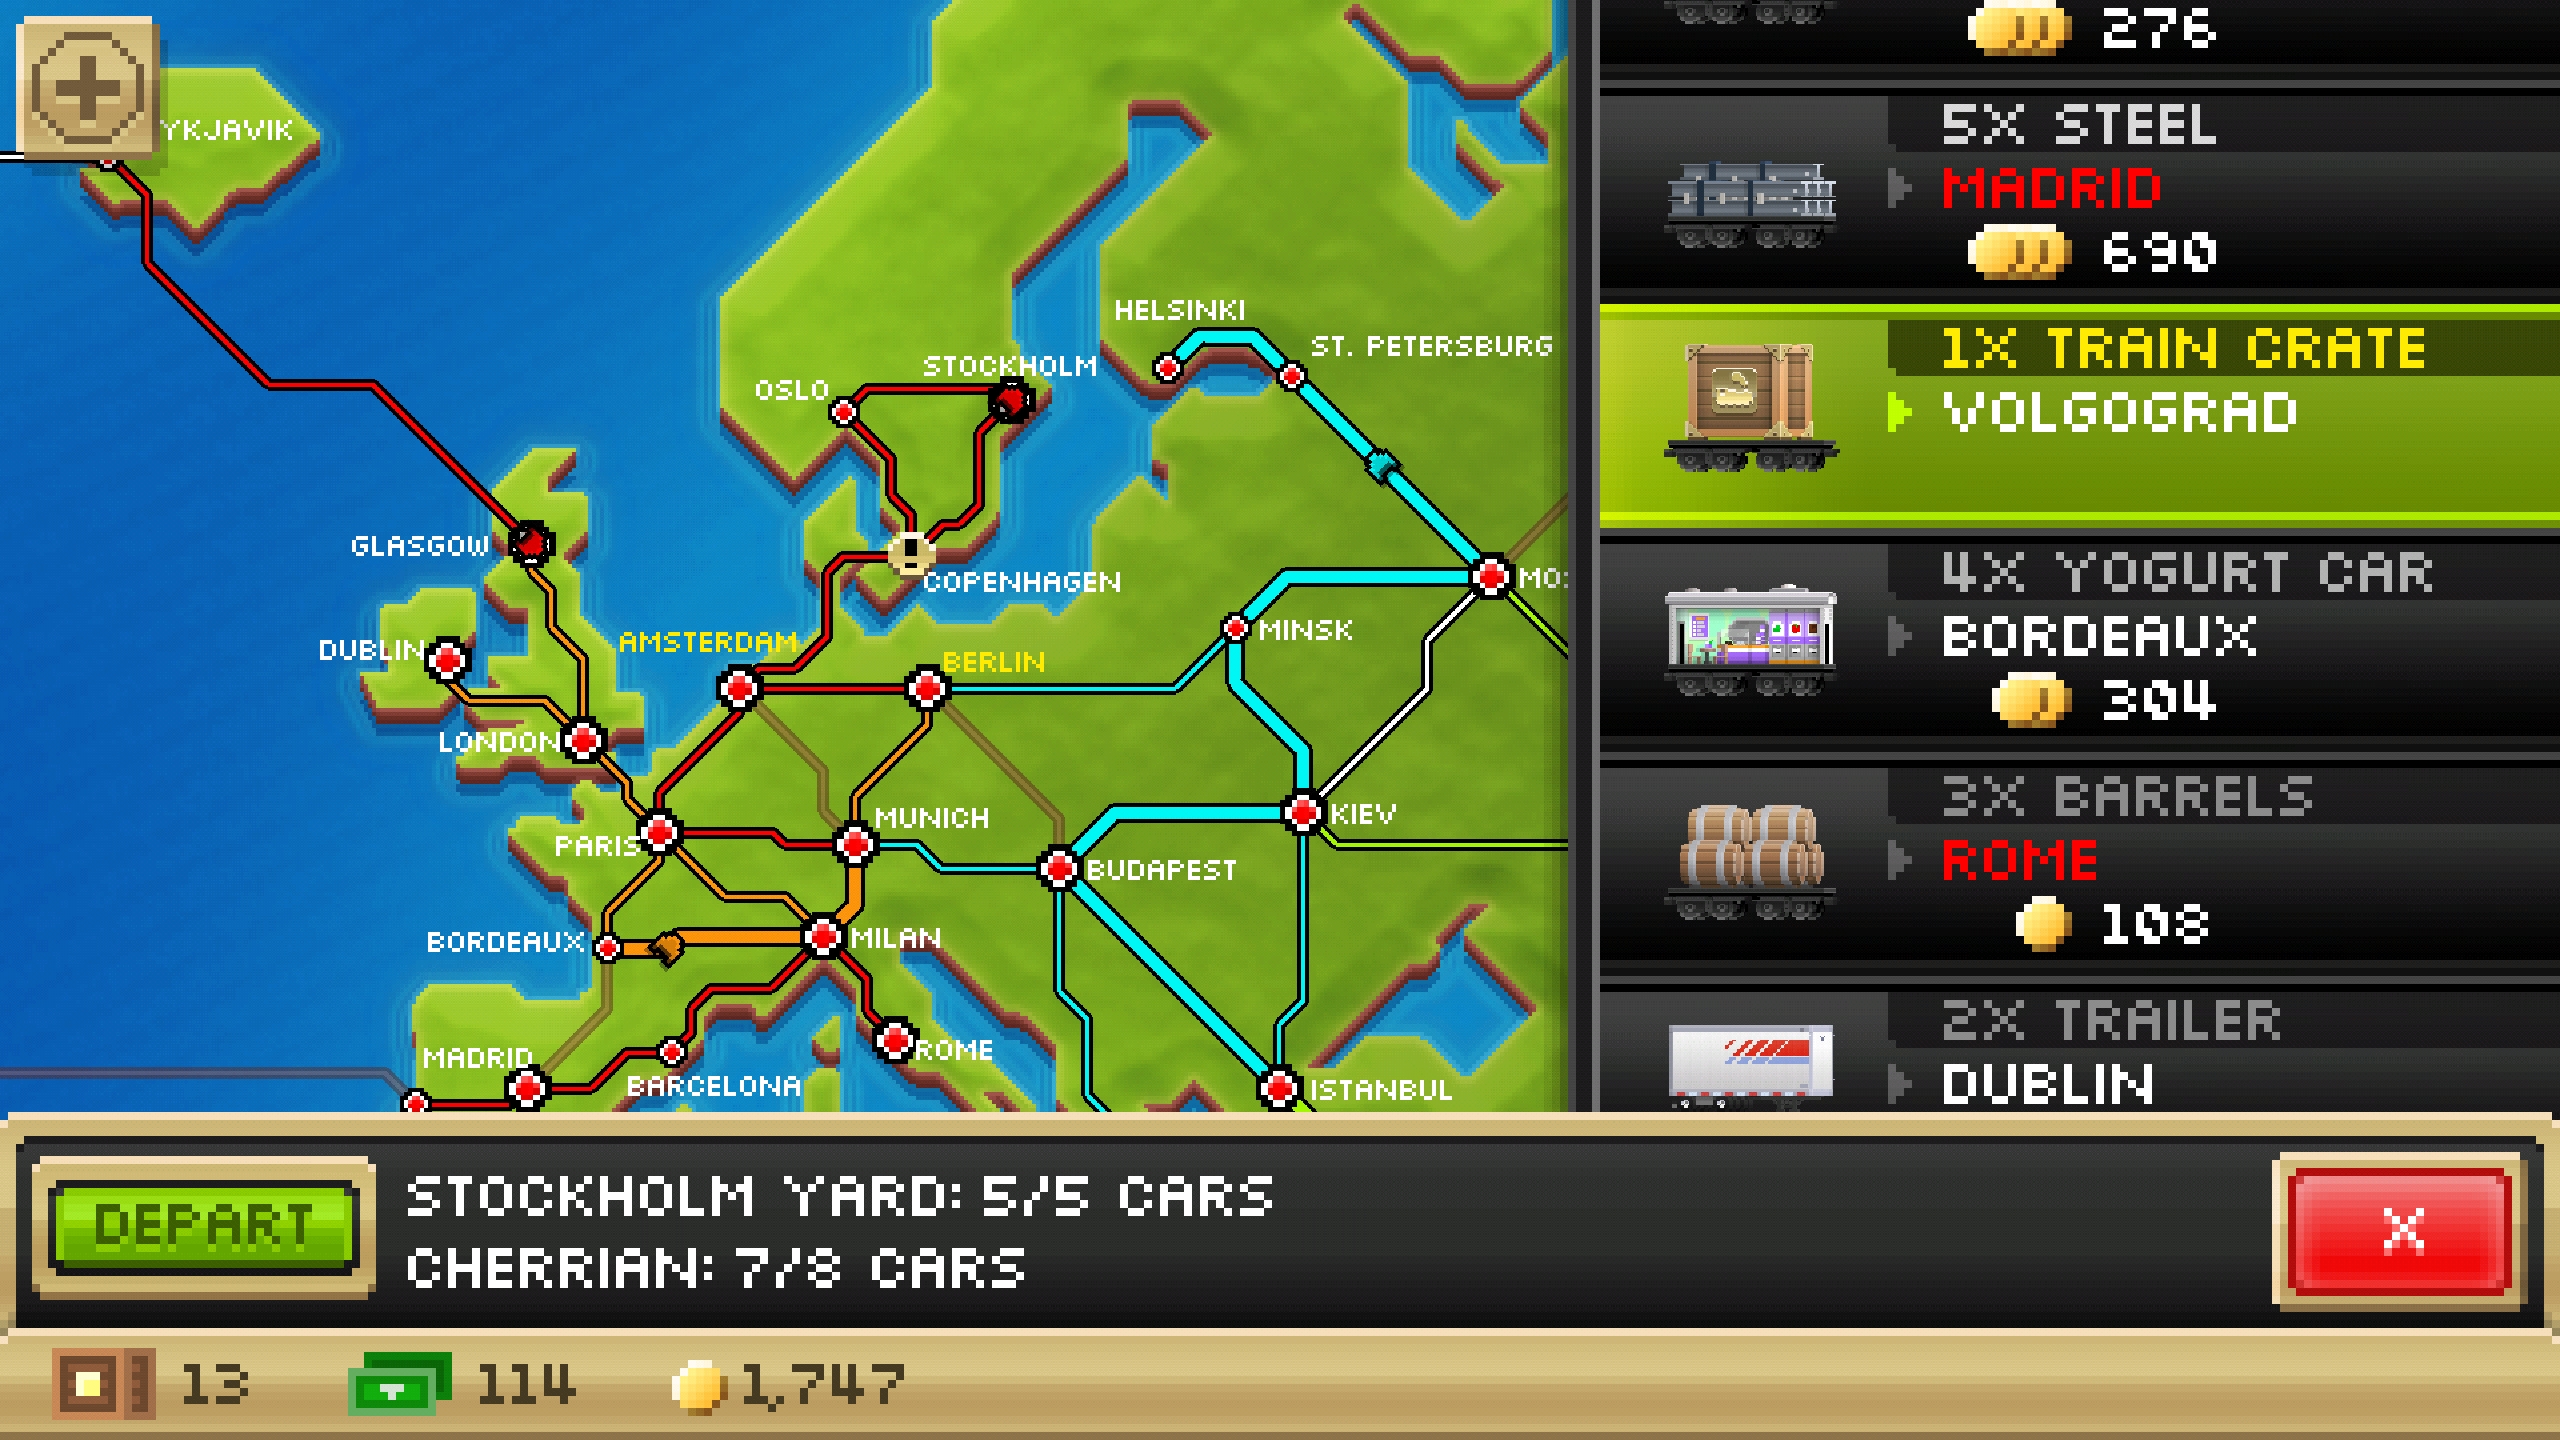 YKJAVIK
HELSINKI
ST. PETERSBURG
STOCKHOLM
OSLO
GLASGOW
COPENHAGEN
DUBLIN
AMSTERDAM
BERLIN
MINSK
LONDON
MUNICH
KIEV
PARIS
BUDAPEST
BORDEAUX
MILAN
MADRID
ROME
BARCELONA
ISTANBUL
276
5X STEEL
MADRID
690
1X TRAIN CRATE
VOLGOGRAD
4X YOGURT CAR
BORDEAUX
304
3X BARRELS
ROME
108
2X TRAILER
DUBLIN
DEPART
STOCKHOLM YARD: 5/5 CARS
CHERRIAN: 7/8 CARS
X
13
114
1,747